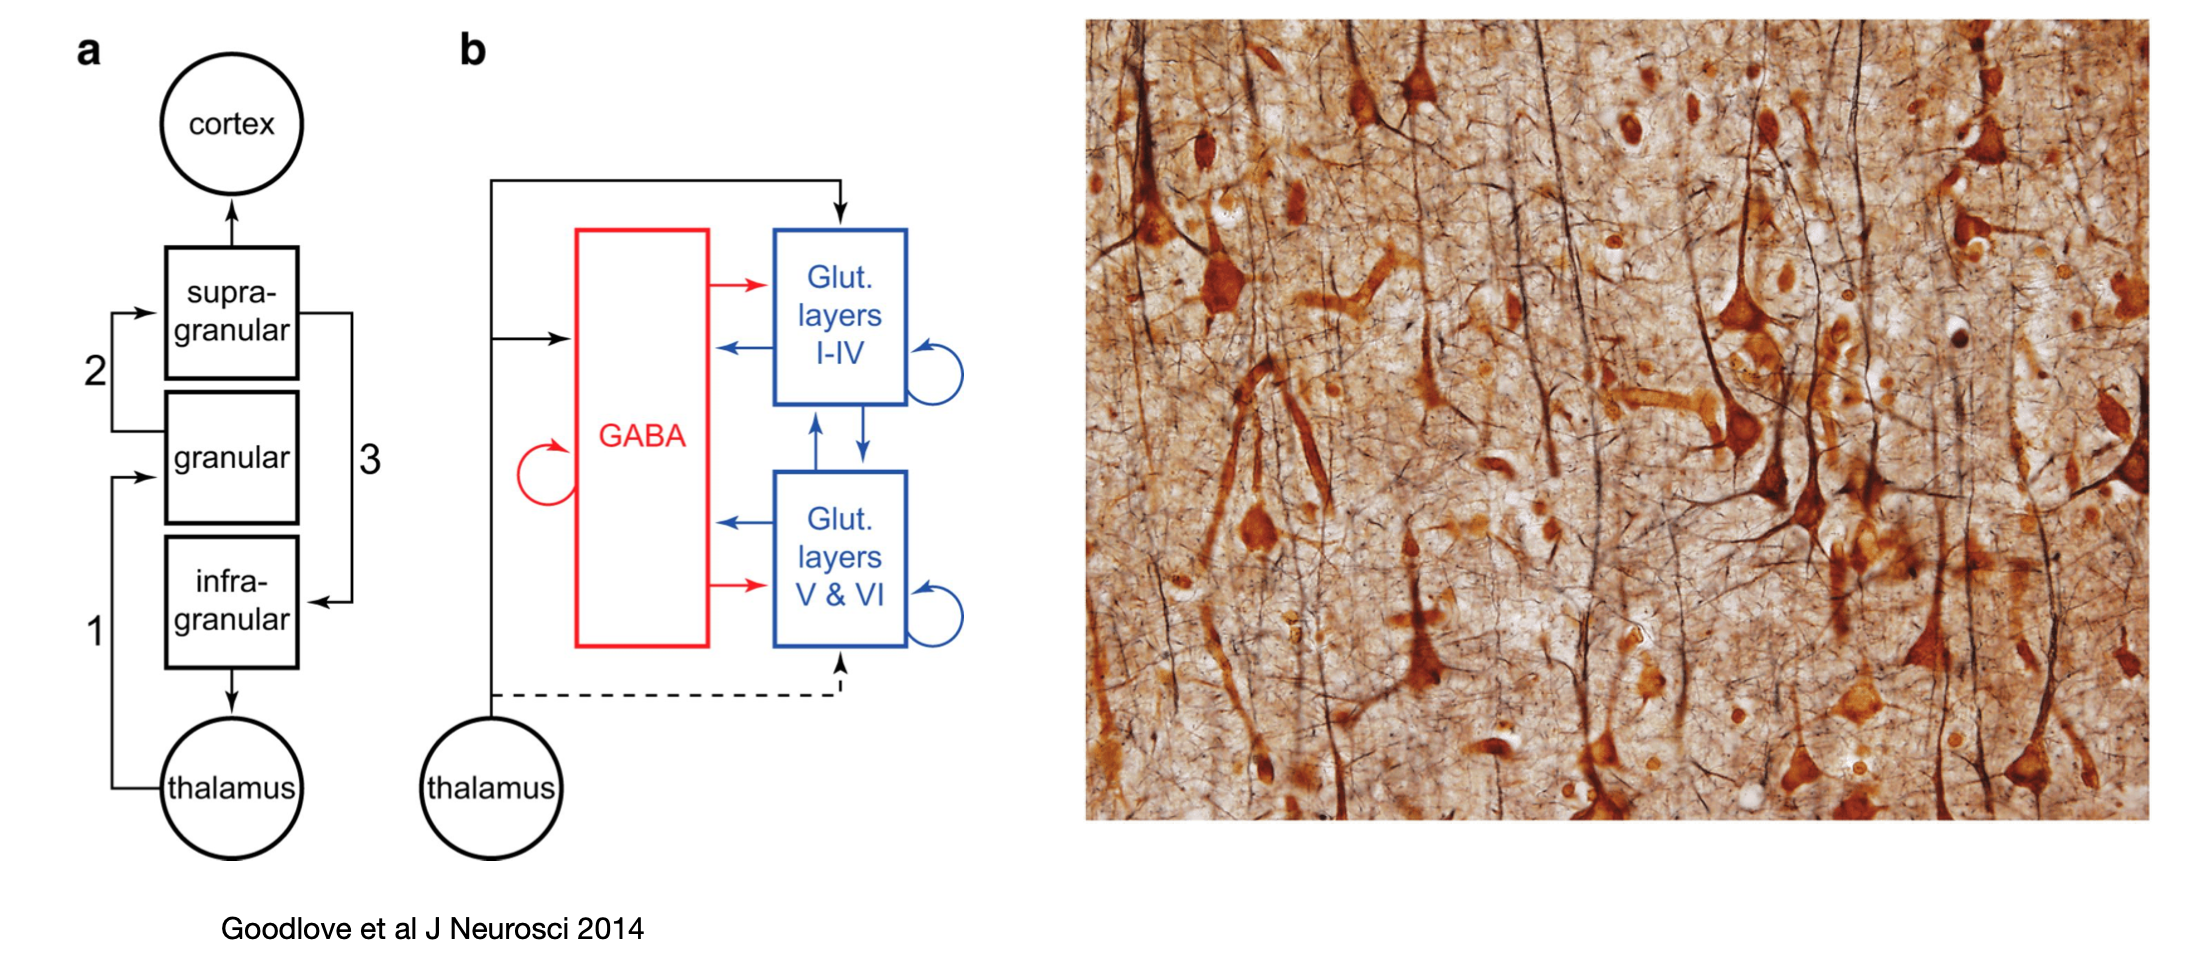 a
cortex
supra-
granular
2
granular
3
infra-
granular
1
thalamus
b
GABA
Glut.
layers
I-IV
Glut.
layers
V & VI
thalamus
Goodlove et al J Neurosci 2014